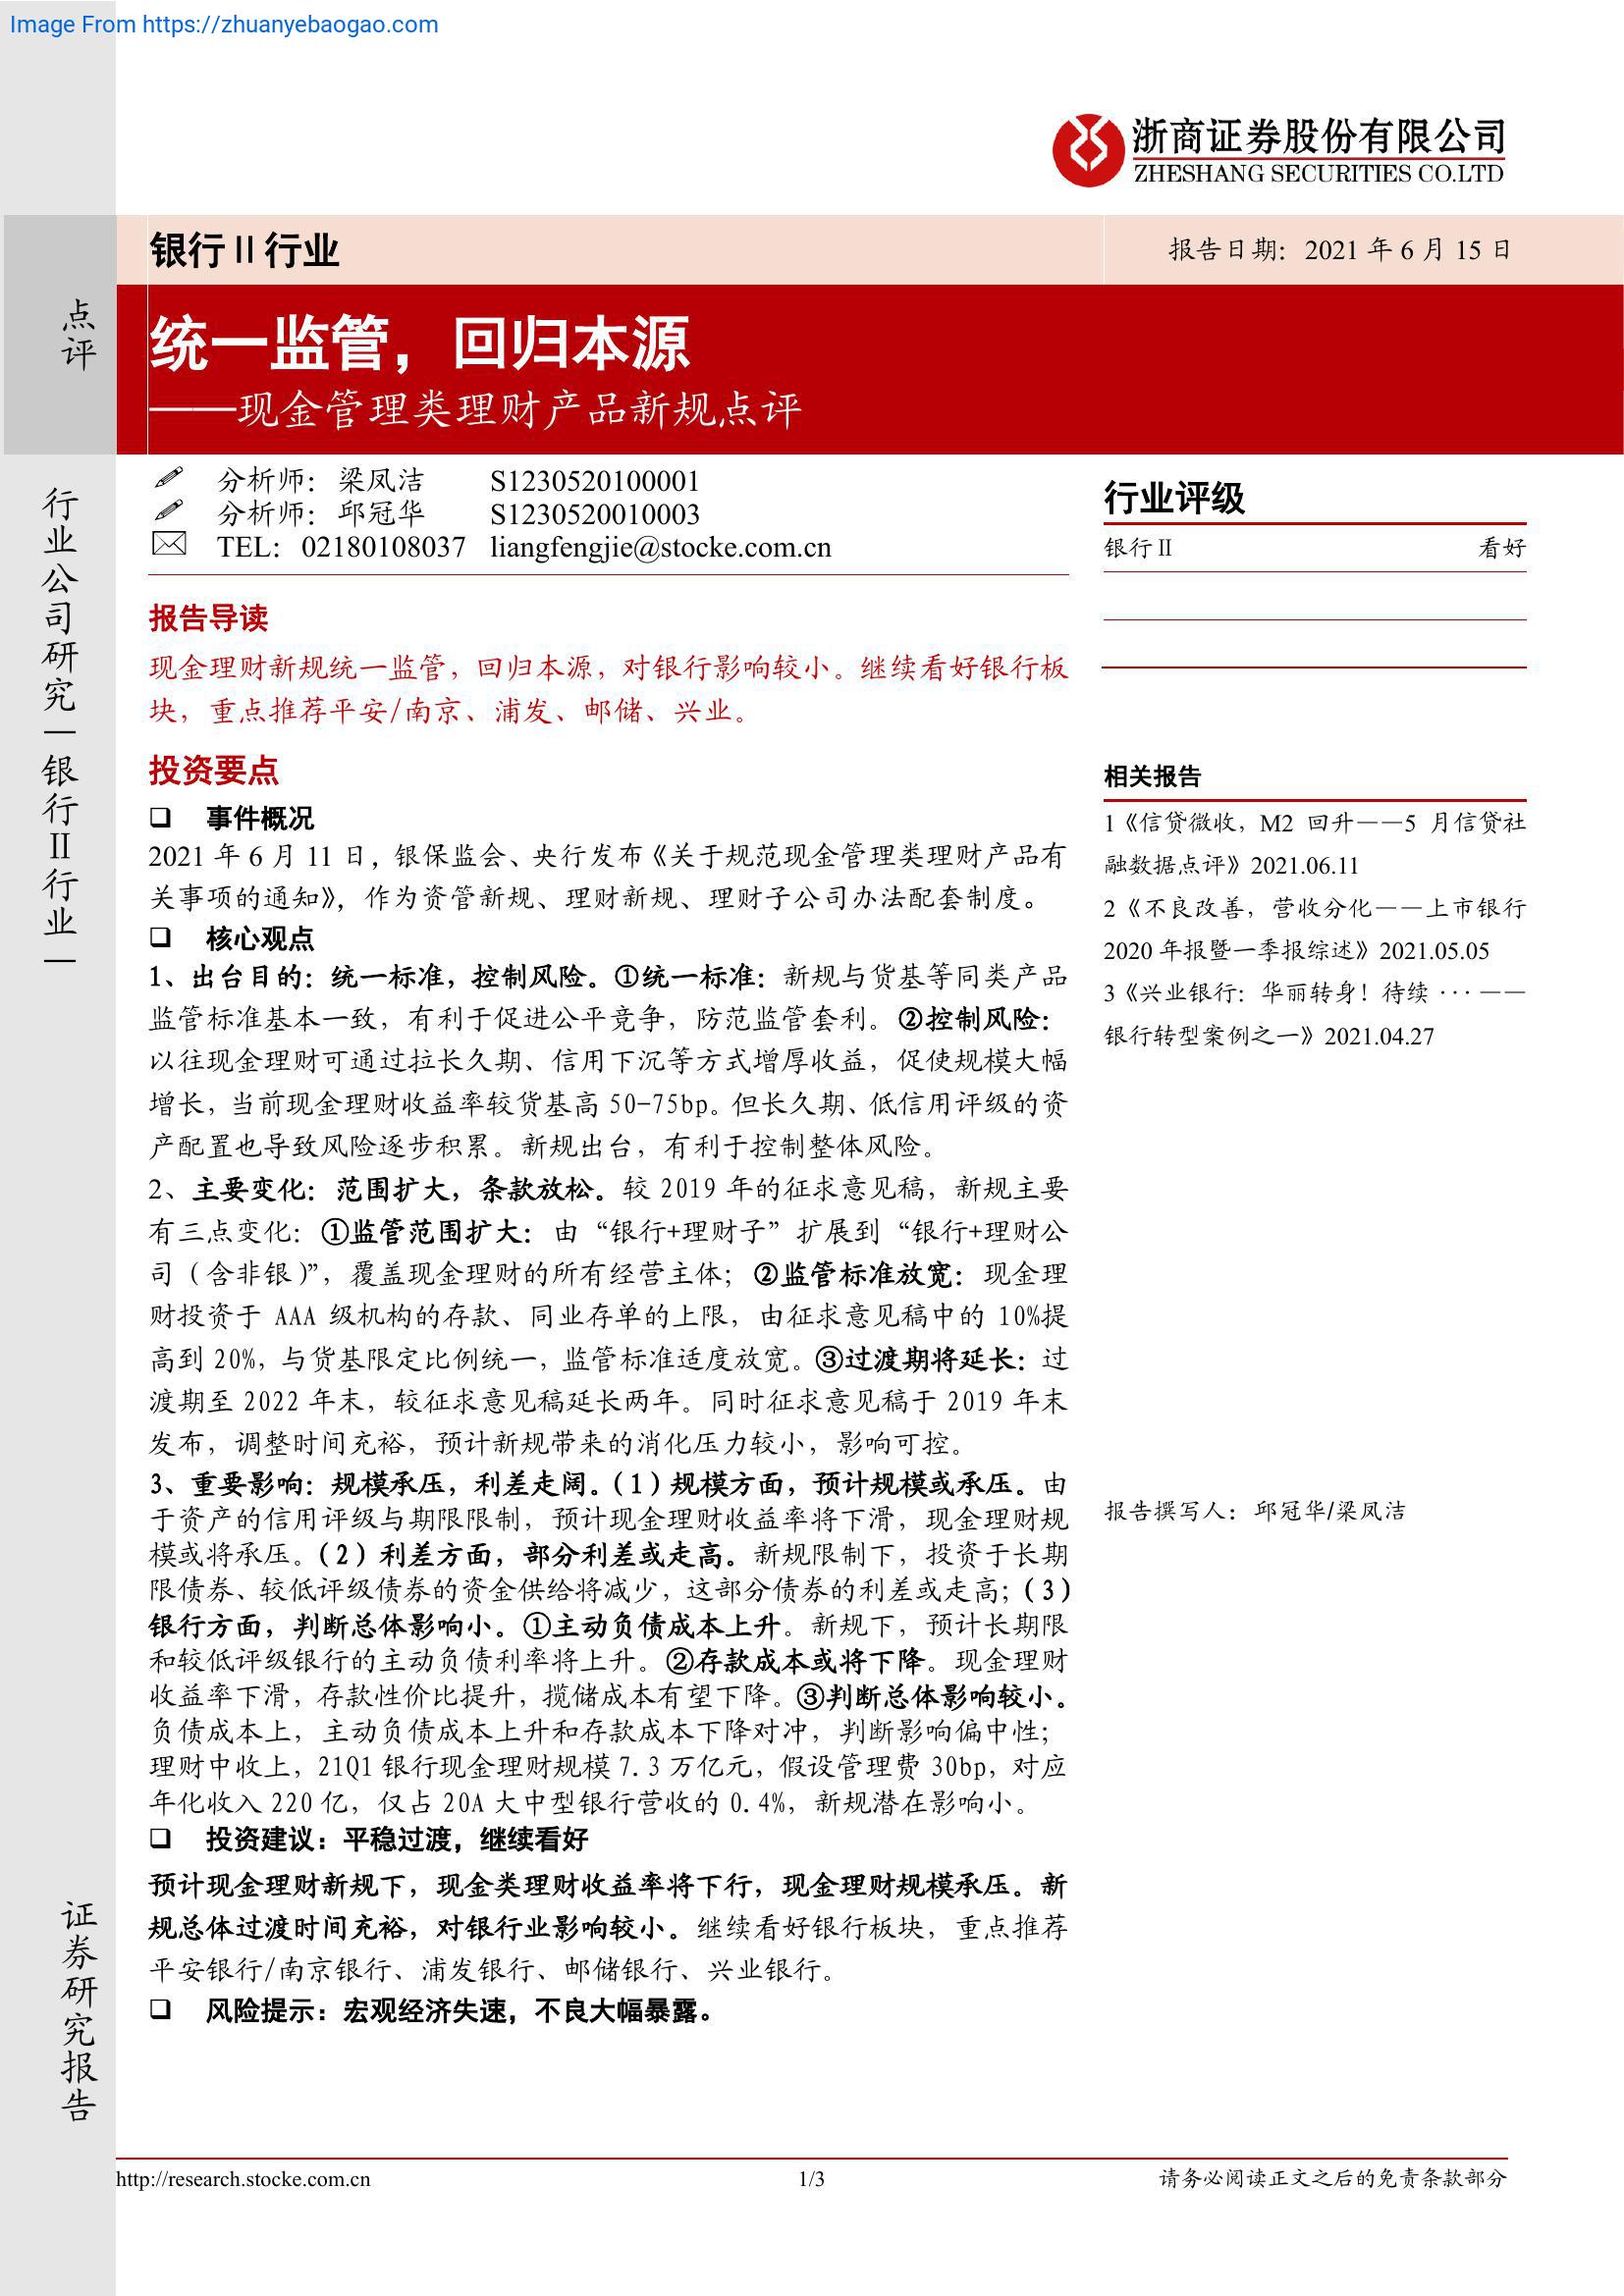 Image From https://zhuanyebaogao.com
浙商证券股份有限公司
ZHESHANG SECURITIES CO.LTD
银行Ⅱ行业
报告日期：2021 年 6 月 15 日
点评
统一监管，回归本源
——现金管理类理财产品新规点评
分析师：梁凤洁 S1230520100001
分析师：邱冠华 S1230520010003
TEL：02180108037 liangfengjie@stocke.com.cn
行业公司研究|银行Ⅱ行业|
证券研究报告
报告导读
现金理财新规统一监管，回归本源，对银行影响较小。继续看好银行板
块，重点推荐平安/南京、浦发、邮储、兴业。
投资要点
❑ 事件概况
2021 年 6 月 11 日，银保监会、央行发布《关于规范现金管理类理财产品有
关事项的通知》，作为资管新规、理财新规、理财子公司办法配套制度。
❑ 核心观点
1、出台目的：统一标准，控制风险。①统一标准：新规与货基等同类产品
监管标准基本一致，有利于促进公平竞争，防范监管套利。②控制风险：
以往现金理财可通过拉长久期、信用下沉等方式增厚收益，促使规模大幅
增长，当前现金理财收益率较货基高 50-75bp。但长久期、低信用评级的资
产配置也导致风险逐步积累。新规出台，有利于控制整体风险。
2、主要变化：范围扩大，条款放松。较 2019 年的征求意见稿，新规主要
有三点变化：①监管范围扩大：由“银行+理财子”扩展到“银行+理财公
司（含非银）”，覆盖现金理财的所有经营主体；②监管标准放宽：现金理
财投资于 AAA 级机构的存款、同业存单的上限，由征求意见稿中的 10%提
高到 20%，与货基限定比例统一，监管标准适度放宽。③过渡期将延长：过
渡期至 2022 年末，较征求意见稿延长两年。同时征求意见稿于 2019 年末
发布，调整时间充裕，预计新规带来的消化压力较小，影响可控。
3、重要影响：规模承压，利差走阔。（1）规模方面，预计规模或承压。由
于资产的信用评级与期限限制，预计现金理财收益率将下滑，现金理财规
模或将承压。（2）利差方面，部分利差或走高。新规限制下，投资于长期
限债券、较低评级债券的资金供给将减少，这部分债券的利差或走高；（3）
银行方面，判断总体影响小。①主动负债成本上升。新规下，预计长期限
和较低评级银行的主动负债利率将上升。②存款成本或将下降。现金理财
收益率下滑，存款性价比提升，揽储成本有望下降。③判断总体影响较小。
负债成本上，主动负债成本上升和存款成本下降对冲，判断影响偏中性；
理财中收上，21Q1 银行现金理财规模 7.3 万亿元，假设管理费 30bp，对应
年化收入 220 亿，仅占 20A 大中型银行营收的 0.4%，新规潜在影响小。
❑ 投资建议：平稳过渡，继续看好
预计现金理财新规下，现金类理财收益率将下行，现金理财规模承压。新
规总体过渡时间充裕，对银行业影响较小。继续看好银行板块，重点推荐
平安银行/南京银行、浦发银行、邮储银行、兴业银行。
❑ 风险提示：宏观经济失速，不良大幅暴露。
行业评级
银行Ⅱ 看好
相关报告
1《信贷微收，M2 回升——5 月信贷社
融数据点评》2021.06.11
2《不良改善，营收分化——上市银行
2020 年报暨一季报综述》2021.05.05
3《兴业银行：华丽转身！待续 ···——
银行转型案例之一》2021.04.27
报告撰写人：邱冠华/梁凤洁
http://research.stocke.com.cn 1/3 请务必阅读正文之后的免责条款部分